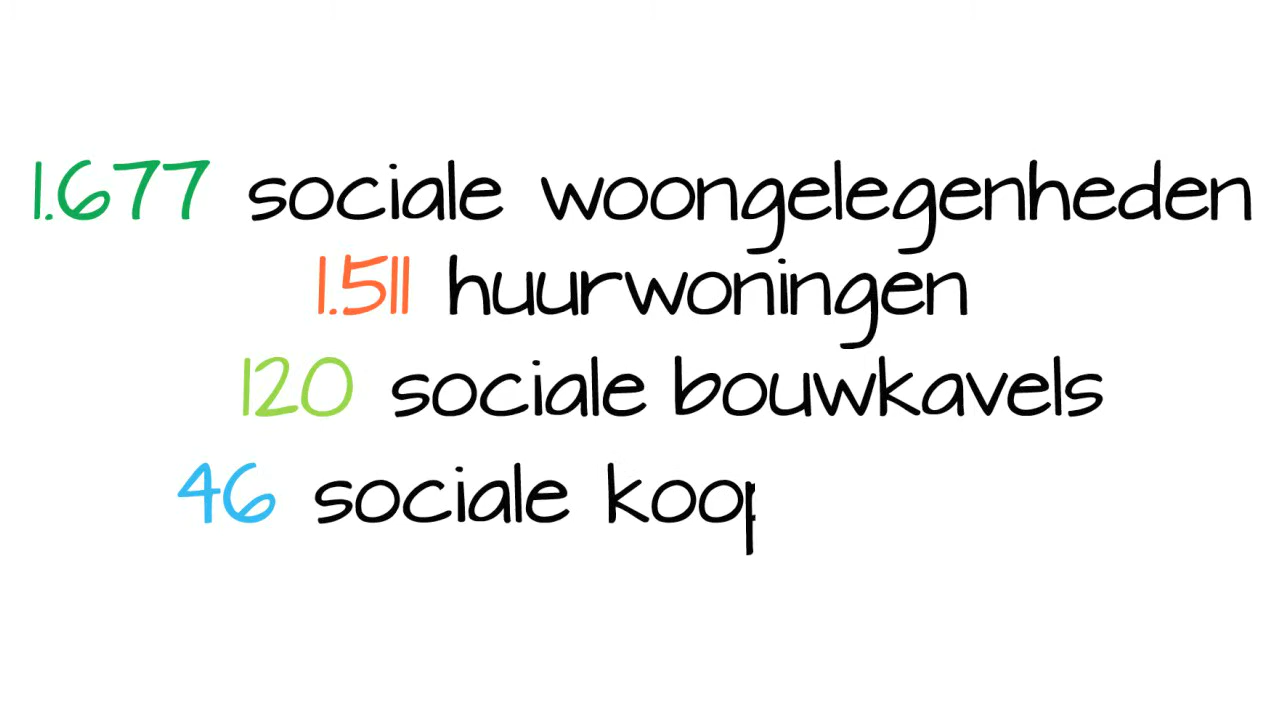 1.677 sociale woongelegenheden
1.511 huurwoningen
120 sociale bouwkavels
46 sociale koop